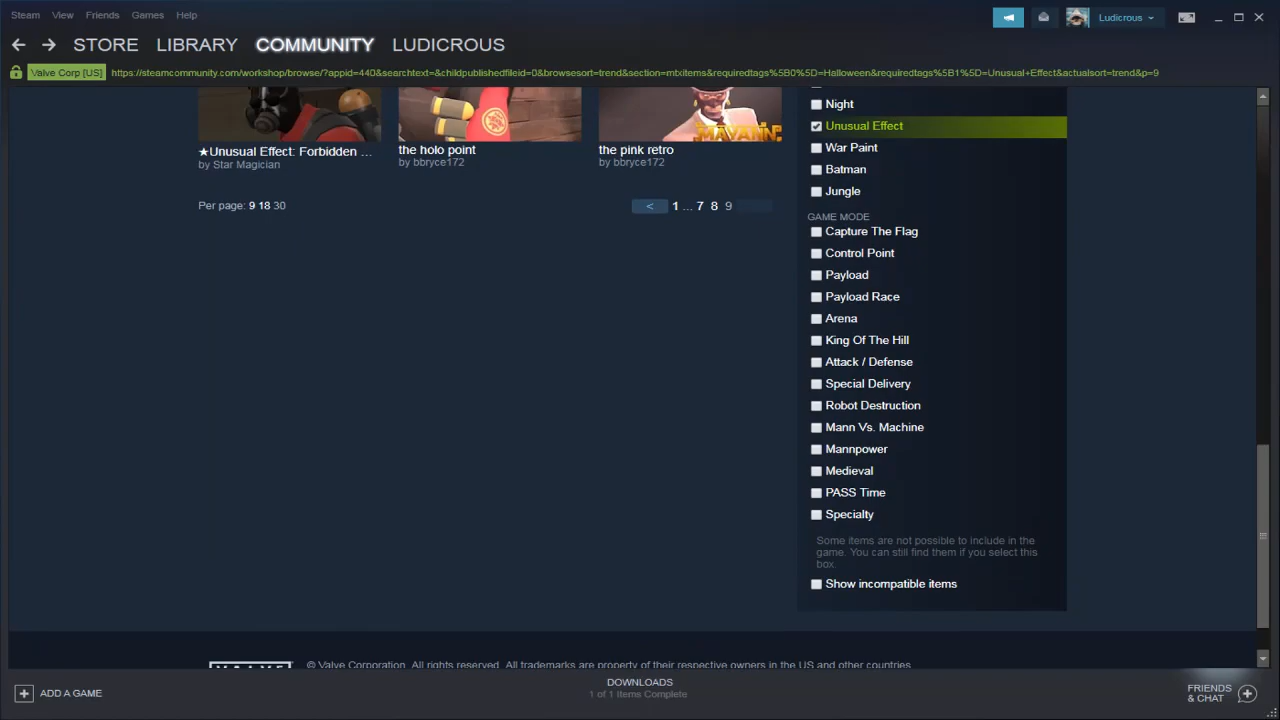 Steam View Friends Games Help
Ludicrous
STORE LIBRARY COMMUNITY LUDICROUS
Valve Corp [US] https://steamcommunity.com/workshop/browse/?appid=440&searchtext=&childpublishedfileid=0&browsesort=trend&section=mtxitems&requiredtags%5B0%5D=Halloween&requiredtags%5B1%5D=Unusual+Effect&actualsort=trend&p=9
MAYANN
★Unusual Effect: Forbidden ...
by Star Magician
the holo point
by bbryce172
the pink retro
by bbryce172
Per page: 9 18 30
< 1 ... 7 8 9
Night
Unusual Effect
War Paint
Batman
Jungle
GAME MODE
Capture The Flag
Control Point
Payload
Payload Race
Arena
King Of The Hill
Attack / Defense
Special Delivery
Robot Destruction
Mann Vs. Machine
Mannpower
Medieval
PASS Time
Specialty
Some items are not possible to include in the
game. You can still find them if you select this
box.
Show incompatible items
VALVE
© Valve Corporation. All rights reserved. All trademarks are property of their respective owners in the US and other countries.
ADD A GAME
DOWNLOADS
1 of 1 Items Complete
FRIENDS
& CHAT